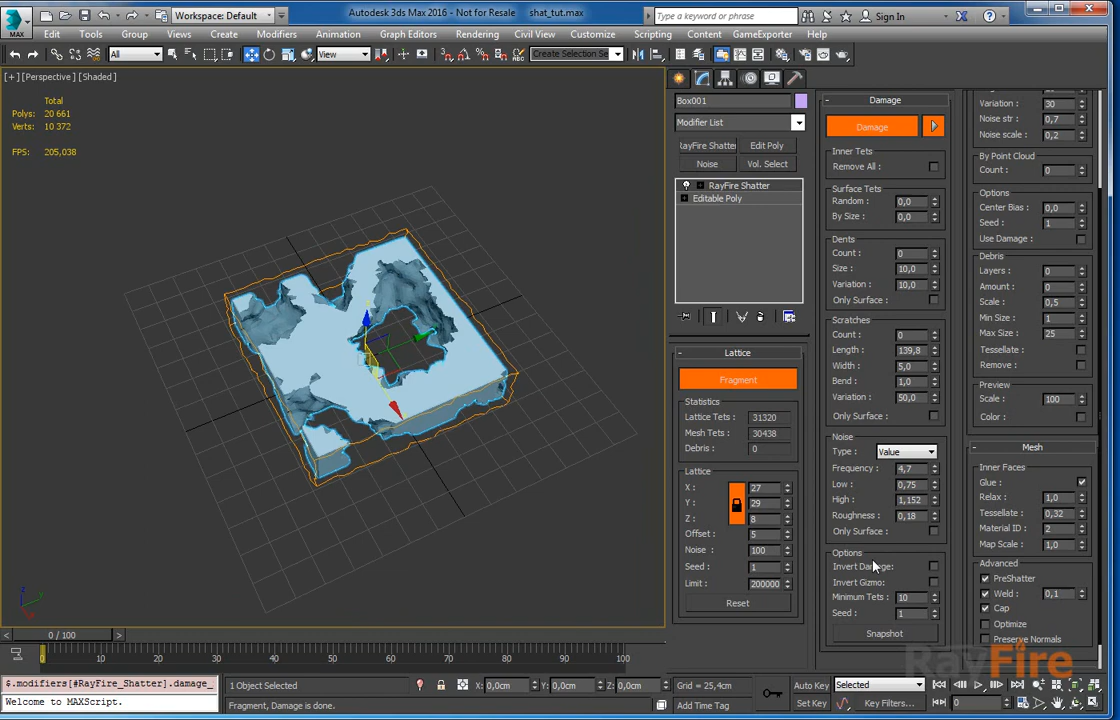 Autodesk 3ds Max 2016 - Not for Resale shat_tut.max
MAX
Workspace: Default
Type a keyword or phrase
Sign In
Edit Tools Group Views Create Modifiers Animation Graph Editors Rendering Civil View Customize Scripting Content GameExporter Help
All
View
Create Selection Se
[+] [Perspective] [Shaded]
Total
Polys: 20 661
Verts: 10 372
FPS: 205,038
Box001
Modifier List
RayFire Shatter
Edit Poly
Noise
Vol. Select
RayFire Shatter
Editable Poly
Lattice
Fragment
Statistics
Lattice Tets: 31320
Mesh Tets: 30438
Debris: 0
Lattice
X: 27
Y: 29
Z: 8
Offset: 5
Noise: 100
Seed: 1
Limit: 200000
Reset
Damage
Damage
Inner Tets
Remove All :
Surface Tets
Random : 0,0
By Size : 0,0
Dents
Count : 0
Size : 10,0
Variation : 10,0
Only Surface :
Scratches
Count : 0
Length : 139,8
Width : 5,0
Bend : 1,0
Variation : 50,0
Only Surface :
Noise
Type : Value
Frequency : 4,7
Low : 0,75
High : 1,152
Roughness : 0,18
Only Surface :
Options
Invert Damage:
Invert Gizmo:
Minimum Tets : 10
Seed : 1
Snapshot
Variation : 30
Noise str : 0,7
Noise scale : 0,2
By Point Cloud
Count : 0
Options
Center Bias : 0,0
Seed : 1
Use Damage :
Debris
Layers : 0
Amount : 0
Scale : 0,5
Min Size : 1
Max Size : 25
Tessellate :
Remove :
Preview
Scale : 100
Color :
Mesh
Inner Faces
Glue :
Relax : 1,0
Tessellate : 0,32
Material ID : 2
Map Scale : 1,0
Advanced
PreShatter
Weld : 0,1
Cap
Optimize
Preserve Normals
RayFire
0 / 100
0 10 20 30 40 50 60 70 80 90 100
$.modifiers[#RayFire_Shatter].damage_
Welcome to MAXScript.
1 Object Selected
Fragment, Damage is done.
X: 0,0cm Y: 0,0cm Z: 0,0cm
Grid = 25,4cm
Add Time Tag
Auto Key
Selected
Set Key
Key Filters...
0